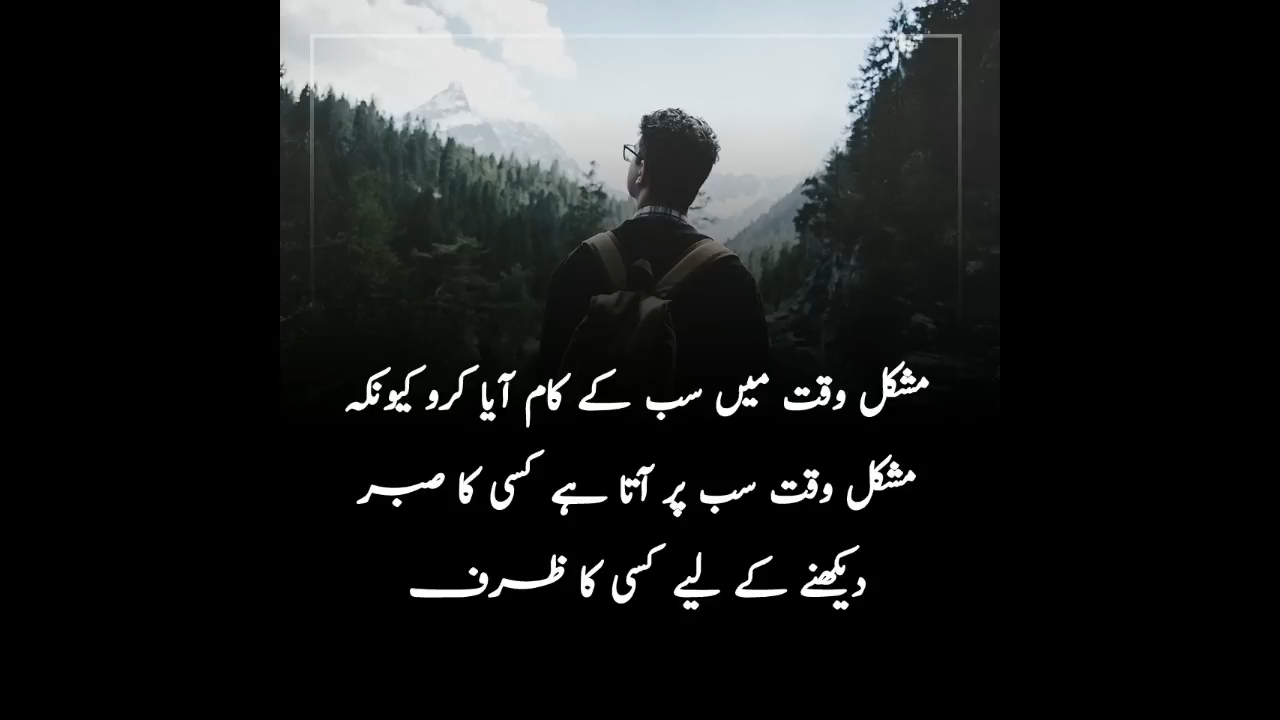 مشکل وقت میں سب کے کام آیا کرو کیونکہ
مشکل وقت سب پر آتا ہے کسی کا صبر
دیکھنے کے لیے کسی کا ظرف